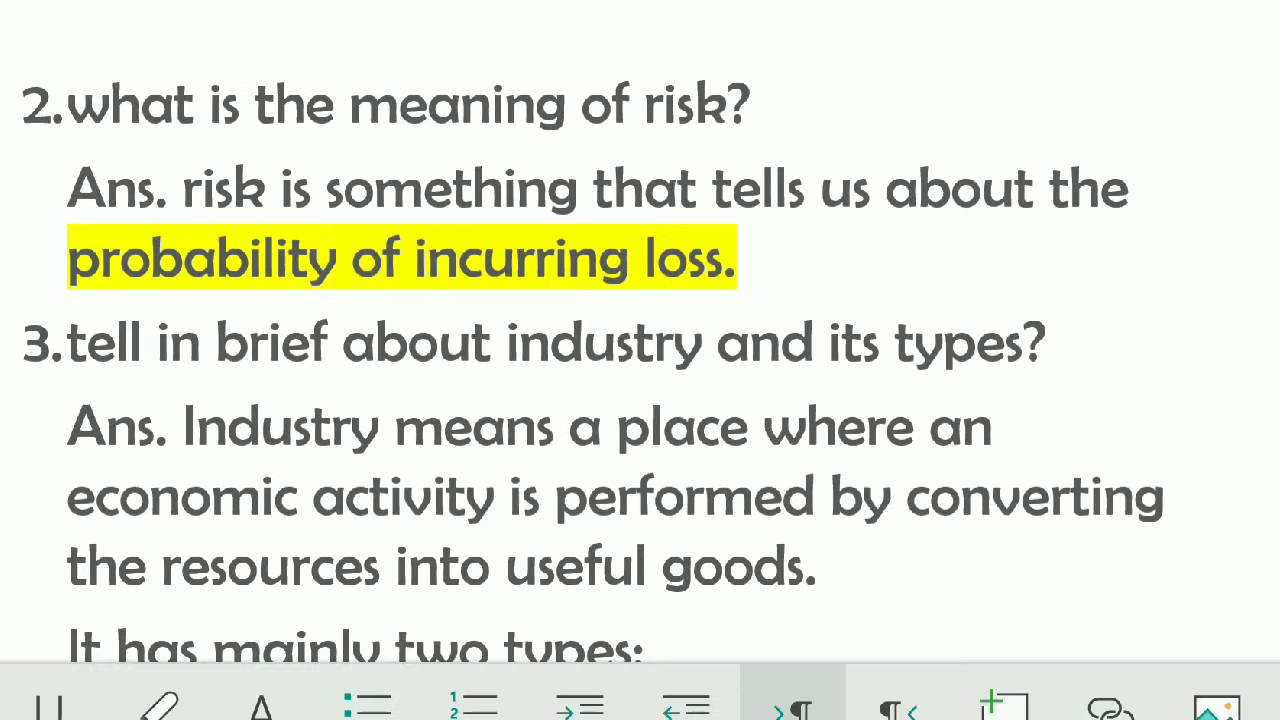 2.what is the meaning of risk?
Ans. risk is something that tells us about the
probability of incurring loss.
3.tell in brief about industry and its types?
Ans. Industry means a place where an
economic activity is performed by converting
the resources into useful goods.
It has mainly two types: